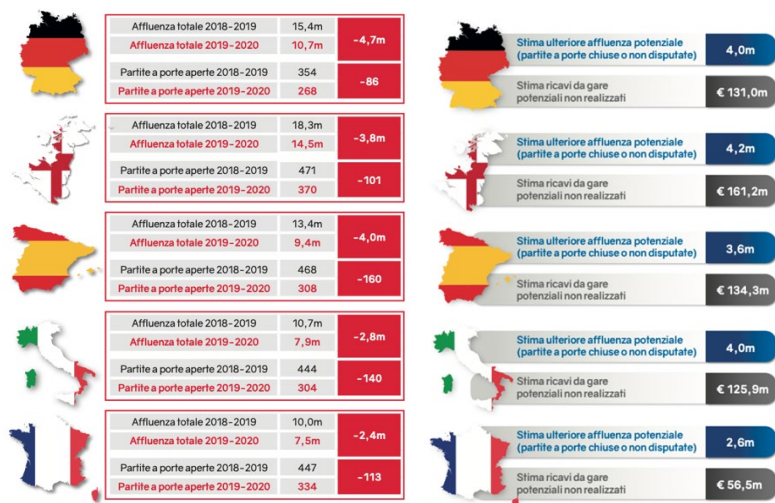 Affluenza totale 2018-2019 15,4m
Affluenza totale 2019-2020 10,7m
-4,7m
Partite a porte aperte 2018-2019 354
Partite a porte aperte 2019-2020 268
-86
Stima ulteriore affluenza potenziale
(partite a porte chiuse o non disputate)
4,0m
Stima ricavi da gare
potenziali non realizzati
€ 131,0m
Affluenza totale 2018-2019 18,3m
Affluenza totale 2019-2020 14,5m
-3,8m
Partite a porte aperte 2018-2019 471
Partite a porte aperte 2019-2020 370
-101
Stima ulteriore affluenza potenziale
(partite a porte chiuse o non disputate)
4,2m
Stima ricavi da gare
potenziali non realizzati
€ 161,2m
Affluenza totale 2018-2019 13,4m
Affluenza totale 2019-2020 9,4m
-4,0m
Partite a porte aperte 2018-2019 468
Partite a porte aperte 2019-2020 308
-160
Stima ulteriore affluenza potenziale
(partite a porte chiuse o non disputate)
3,6m
Stima ricavi da gare
potenziali non realizzati
€ 134,3m
Affluenza totale 2018-2019 10,7m
Affluenza totale 2019-2020 7,9m
-2,8m
Partite a porte aperte 2018-2019 444
Partite a porte aperte 2019-2020 304
-140
Stima ulteriore affluenza potenziale
(partite a porte chiuse o non disputate)
4,0m
Stima ricavi da gare
potenziali non realizzati
€ 125,9m
Affluenza totale 2018-2019 10,0m
Affluenza totale 2019-2020 7,5m
-2,4m
Partite a porte aperte 2018-2019 447
Partite a porte aperte 2019-2020 334
-113
Stima ulteriore affluenza potenziale
(partite a porte chiuse o non disputate)
2,6m
Stima ricavi da gare
potenziali non realizzati
€ 56,5m